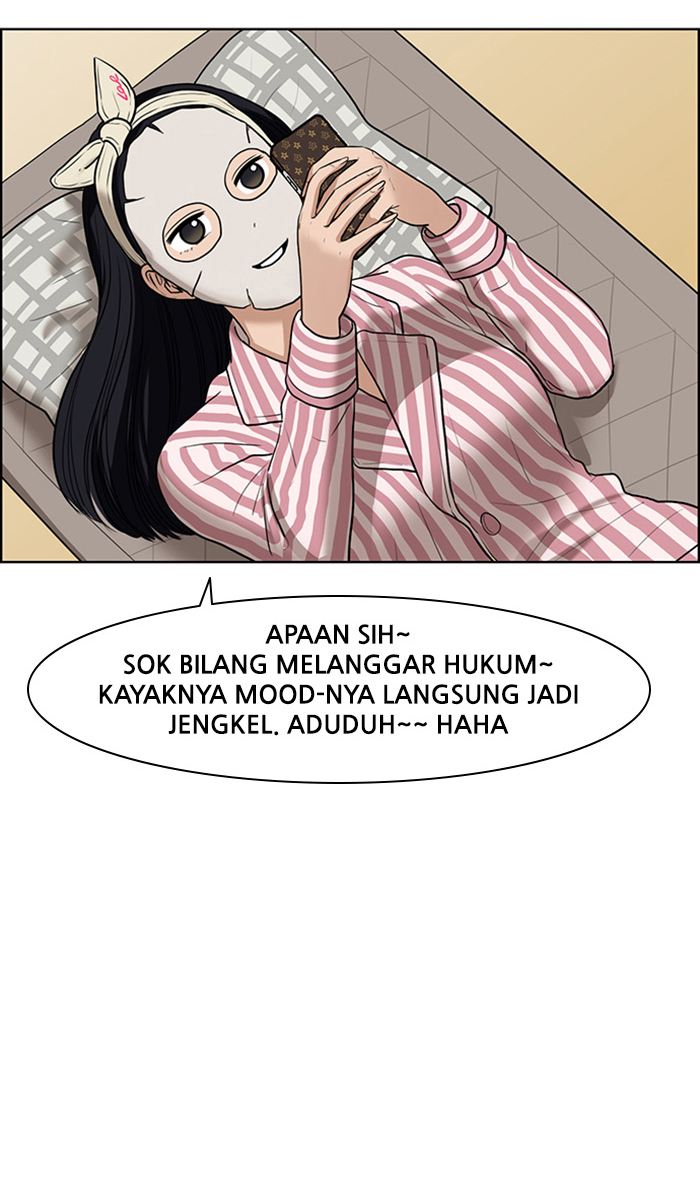 APAAN SIH~
SOK BILANG MELANGGAR HUKUM~
KAYAKNYA MOOD-NYA LANGSUNG JADI
JENGKEL. ADUDUH~~ HAHA